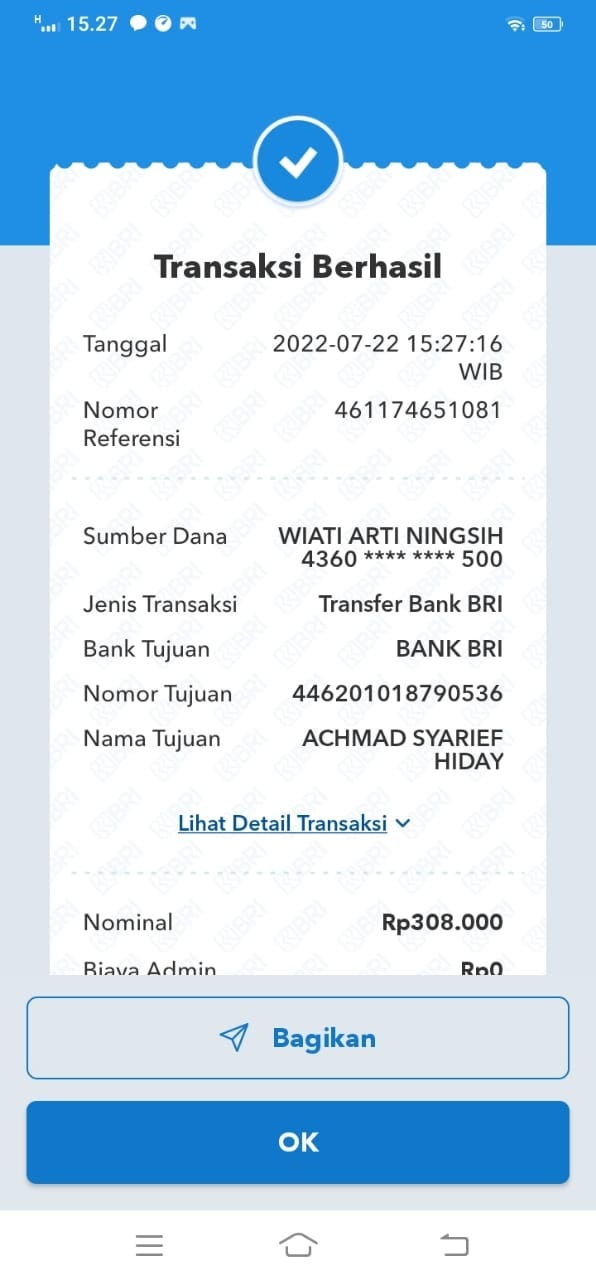 H
15.27
50
Transaksi Berhasil
Tanggal 2022-07-22 15:27:16
WIB
Nomor 461174651081
Referensi
Sumber Dana WIATI ARTI NINGSIH
4360 **** **** 500
Jenis Transaksi Transfer Bank BRI
Bank Tujuan BANK BRI
Nomor Tujuan 446201018790536
Nama Tujuan ACHMAD SYARIEF
HIDAY
Lihat Detail Transaksi
Nominal Rp308.000
Biaya Admin Rp0
Bagikan
OK